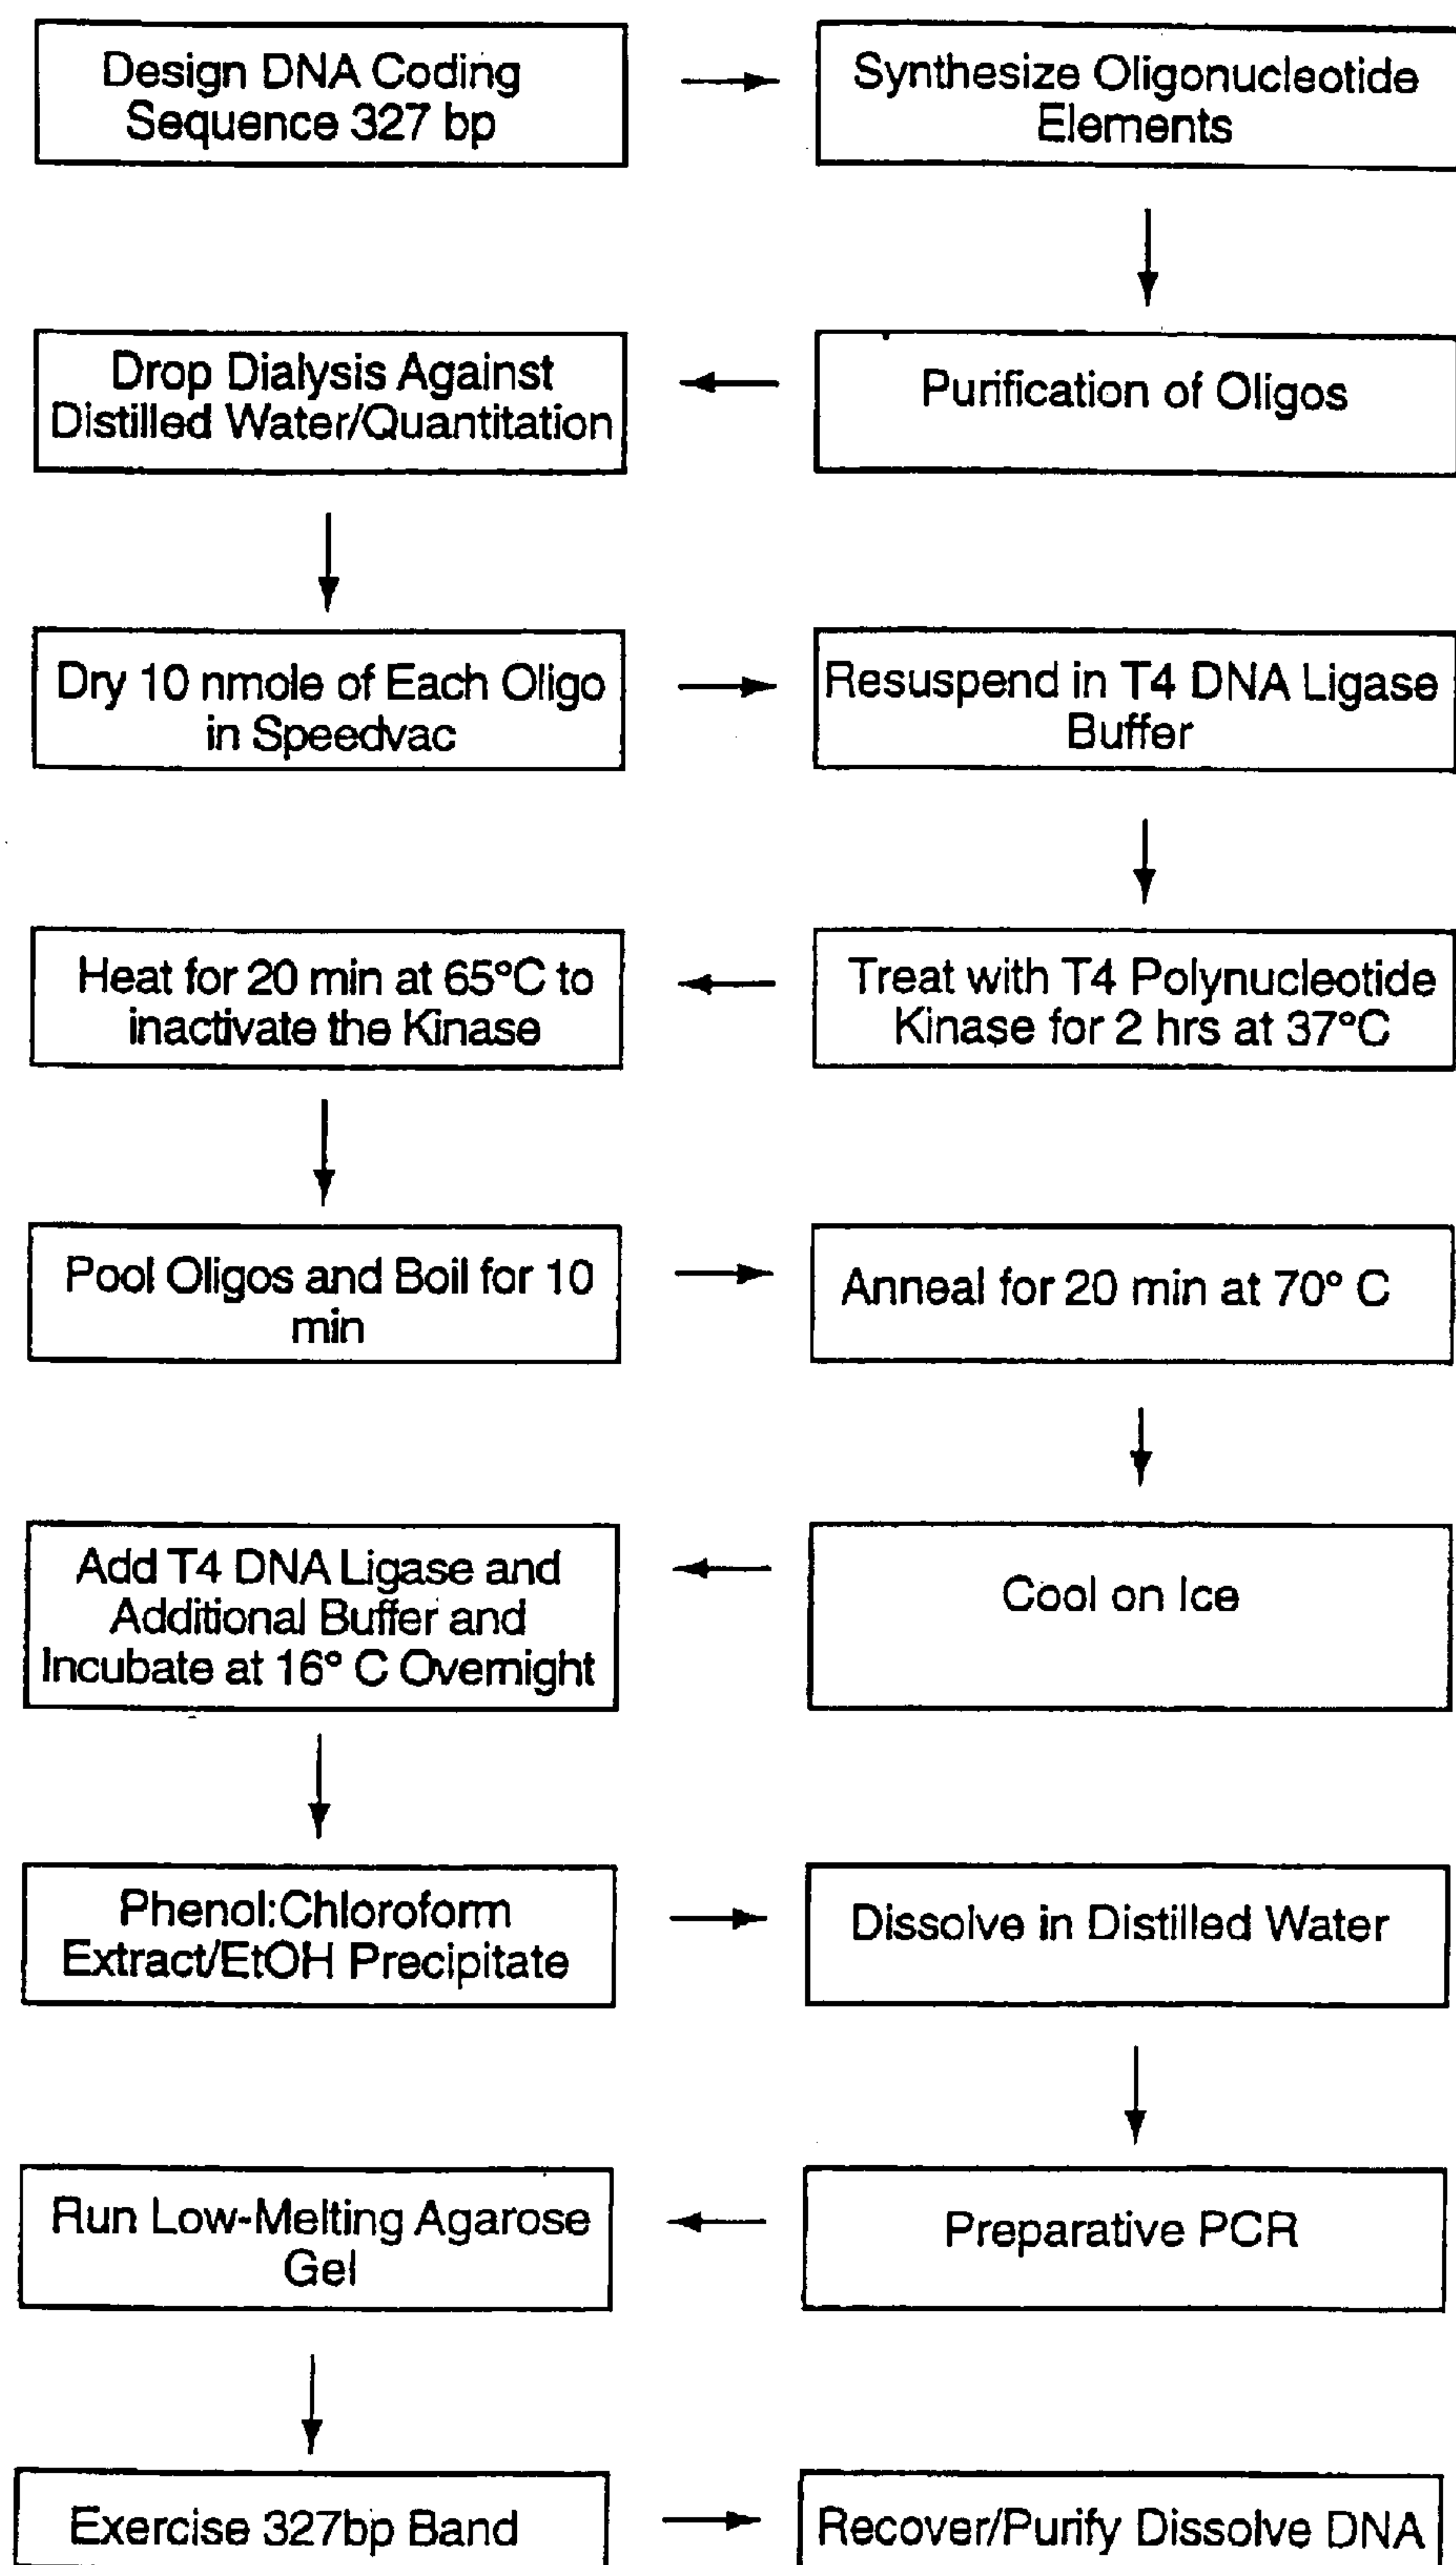 Design DNA Coding
Sequence 327 bp
Synthesize Oligonucleotide
Elements
Purification of Oligos
Drop Dialysis Against
Distilled Water/Quantitation
Dry 10 nmole of Each Oligo
in Speedvac
Resuspend in T4 DNA Ligase
Buffer
Treat with T4 Polynucleotide
Kinase for 2 hrs at 37°C
Heat for 20 min at 65°C to
inactivate the Kinase
Pool Oligos and Boil for 10
min
Anneal for 20 min at 70° C
Cool on Ice
Add T4 DNA Ligase and
Additional Buffer and
Incubate at 16° C Overnight
Phenol:Chloroform
Extract/EtOH Precipitate
Dissolve in Distilled Water
Preparative PCR
Run Low-Melting Agarose
Gel
Exercise 327bp Band
Recover/Purify Dissolve DNA